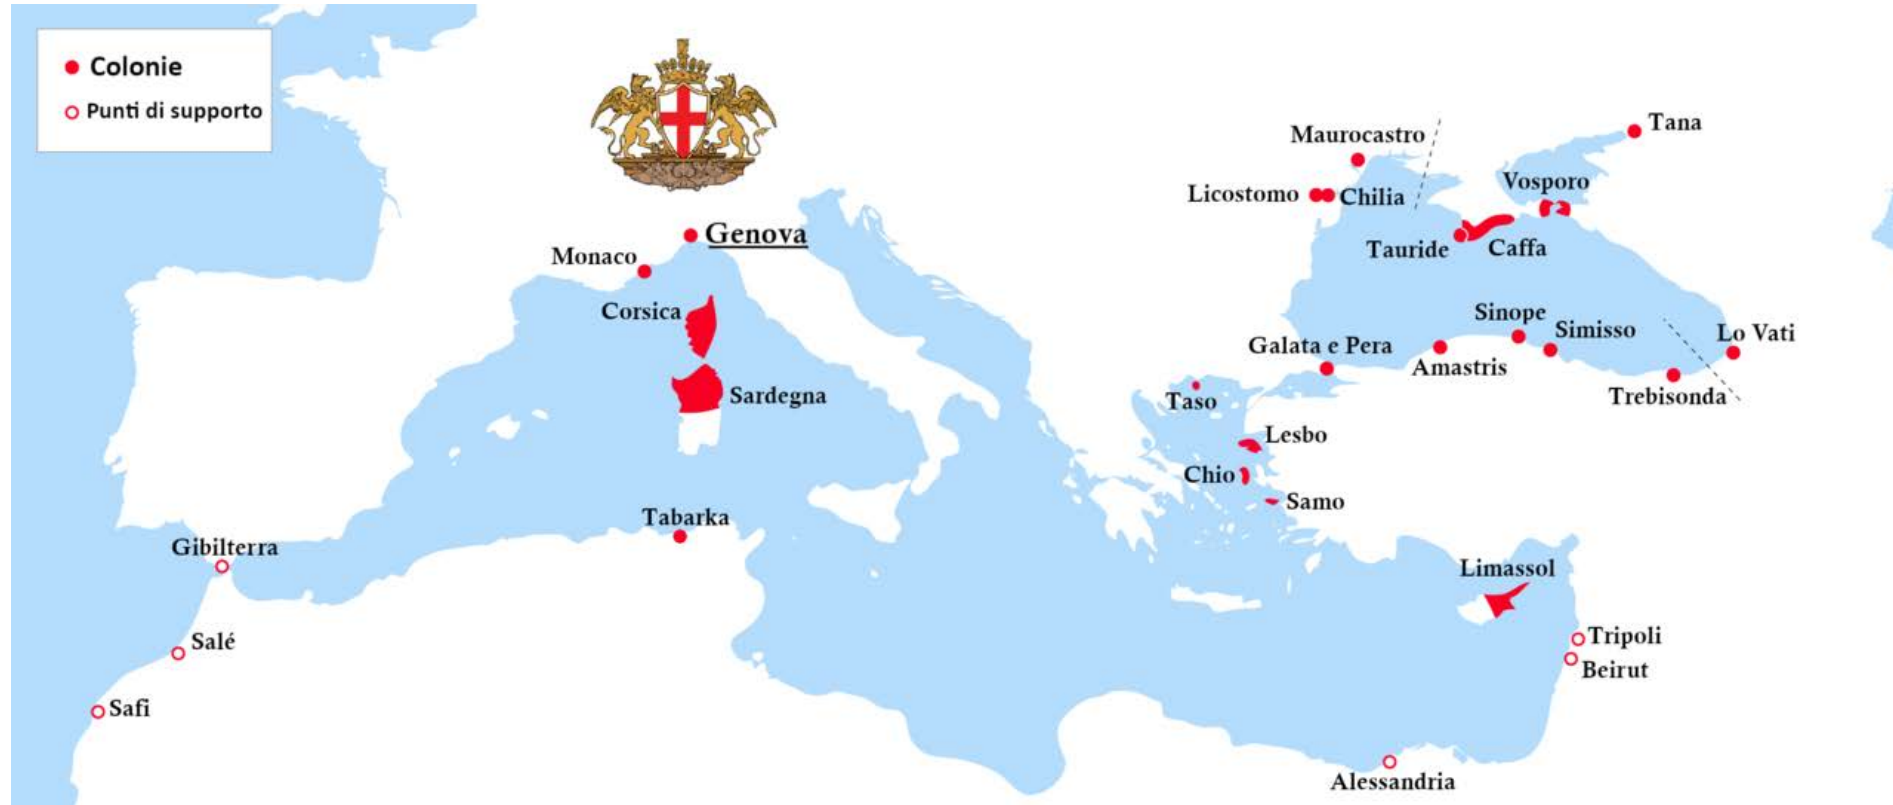 Colonie
Punti di supporto
Tana
Maurocastro
Vosporo
Licostomo
Chilia
Genova
Tauride
Caffa
Monaco
Corsica
Sinope
Simisso
Lo Vati
Galata e Pera
Amastris
Sardegna
Taso
Trebisonda
Lesbo
Chio
Samo
Tabarka
Gibilterra
Limassol
Salé
Tripoli
Beirut
Safi
Alessandria